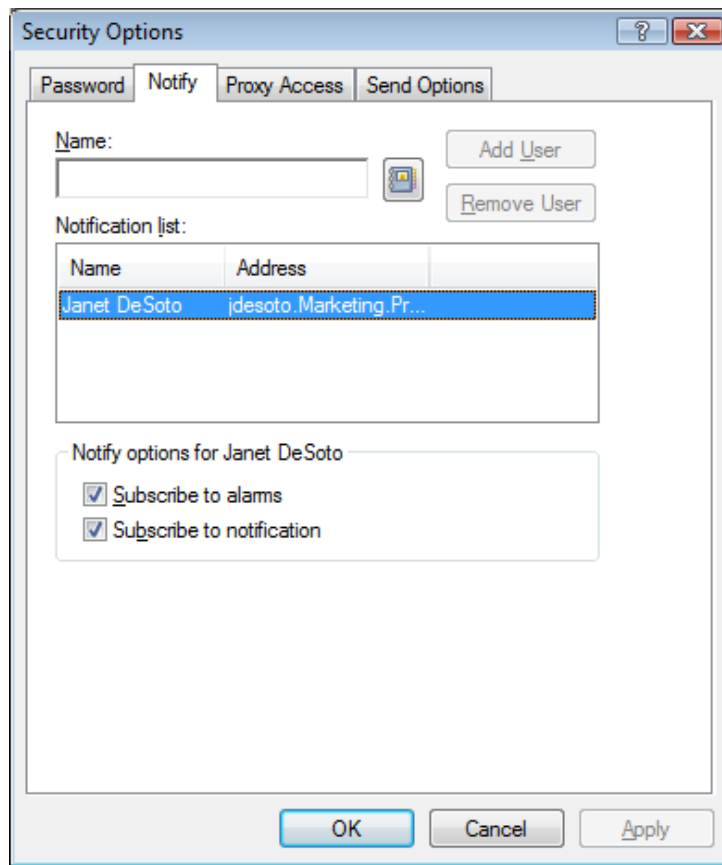 Security Options
?
Password Notify Proxy Access Send Options
Name:
Add User
Remove User
Notification list:
Name Address
Janet DeSoto jdesoto.Marketing.Pr...
Notify options for Janet DeSoto
Subscribe to alarms
Subscribe to notification
OK Cancel Apply